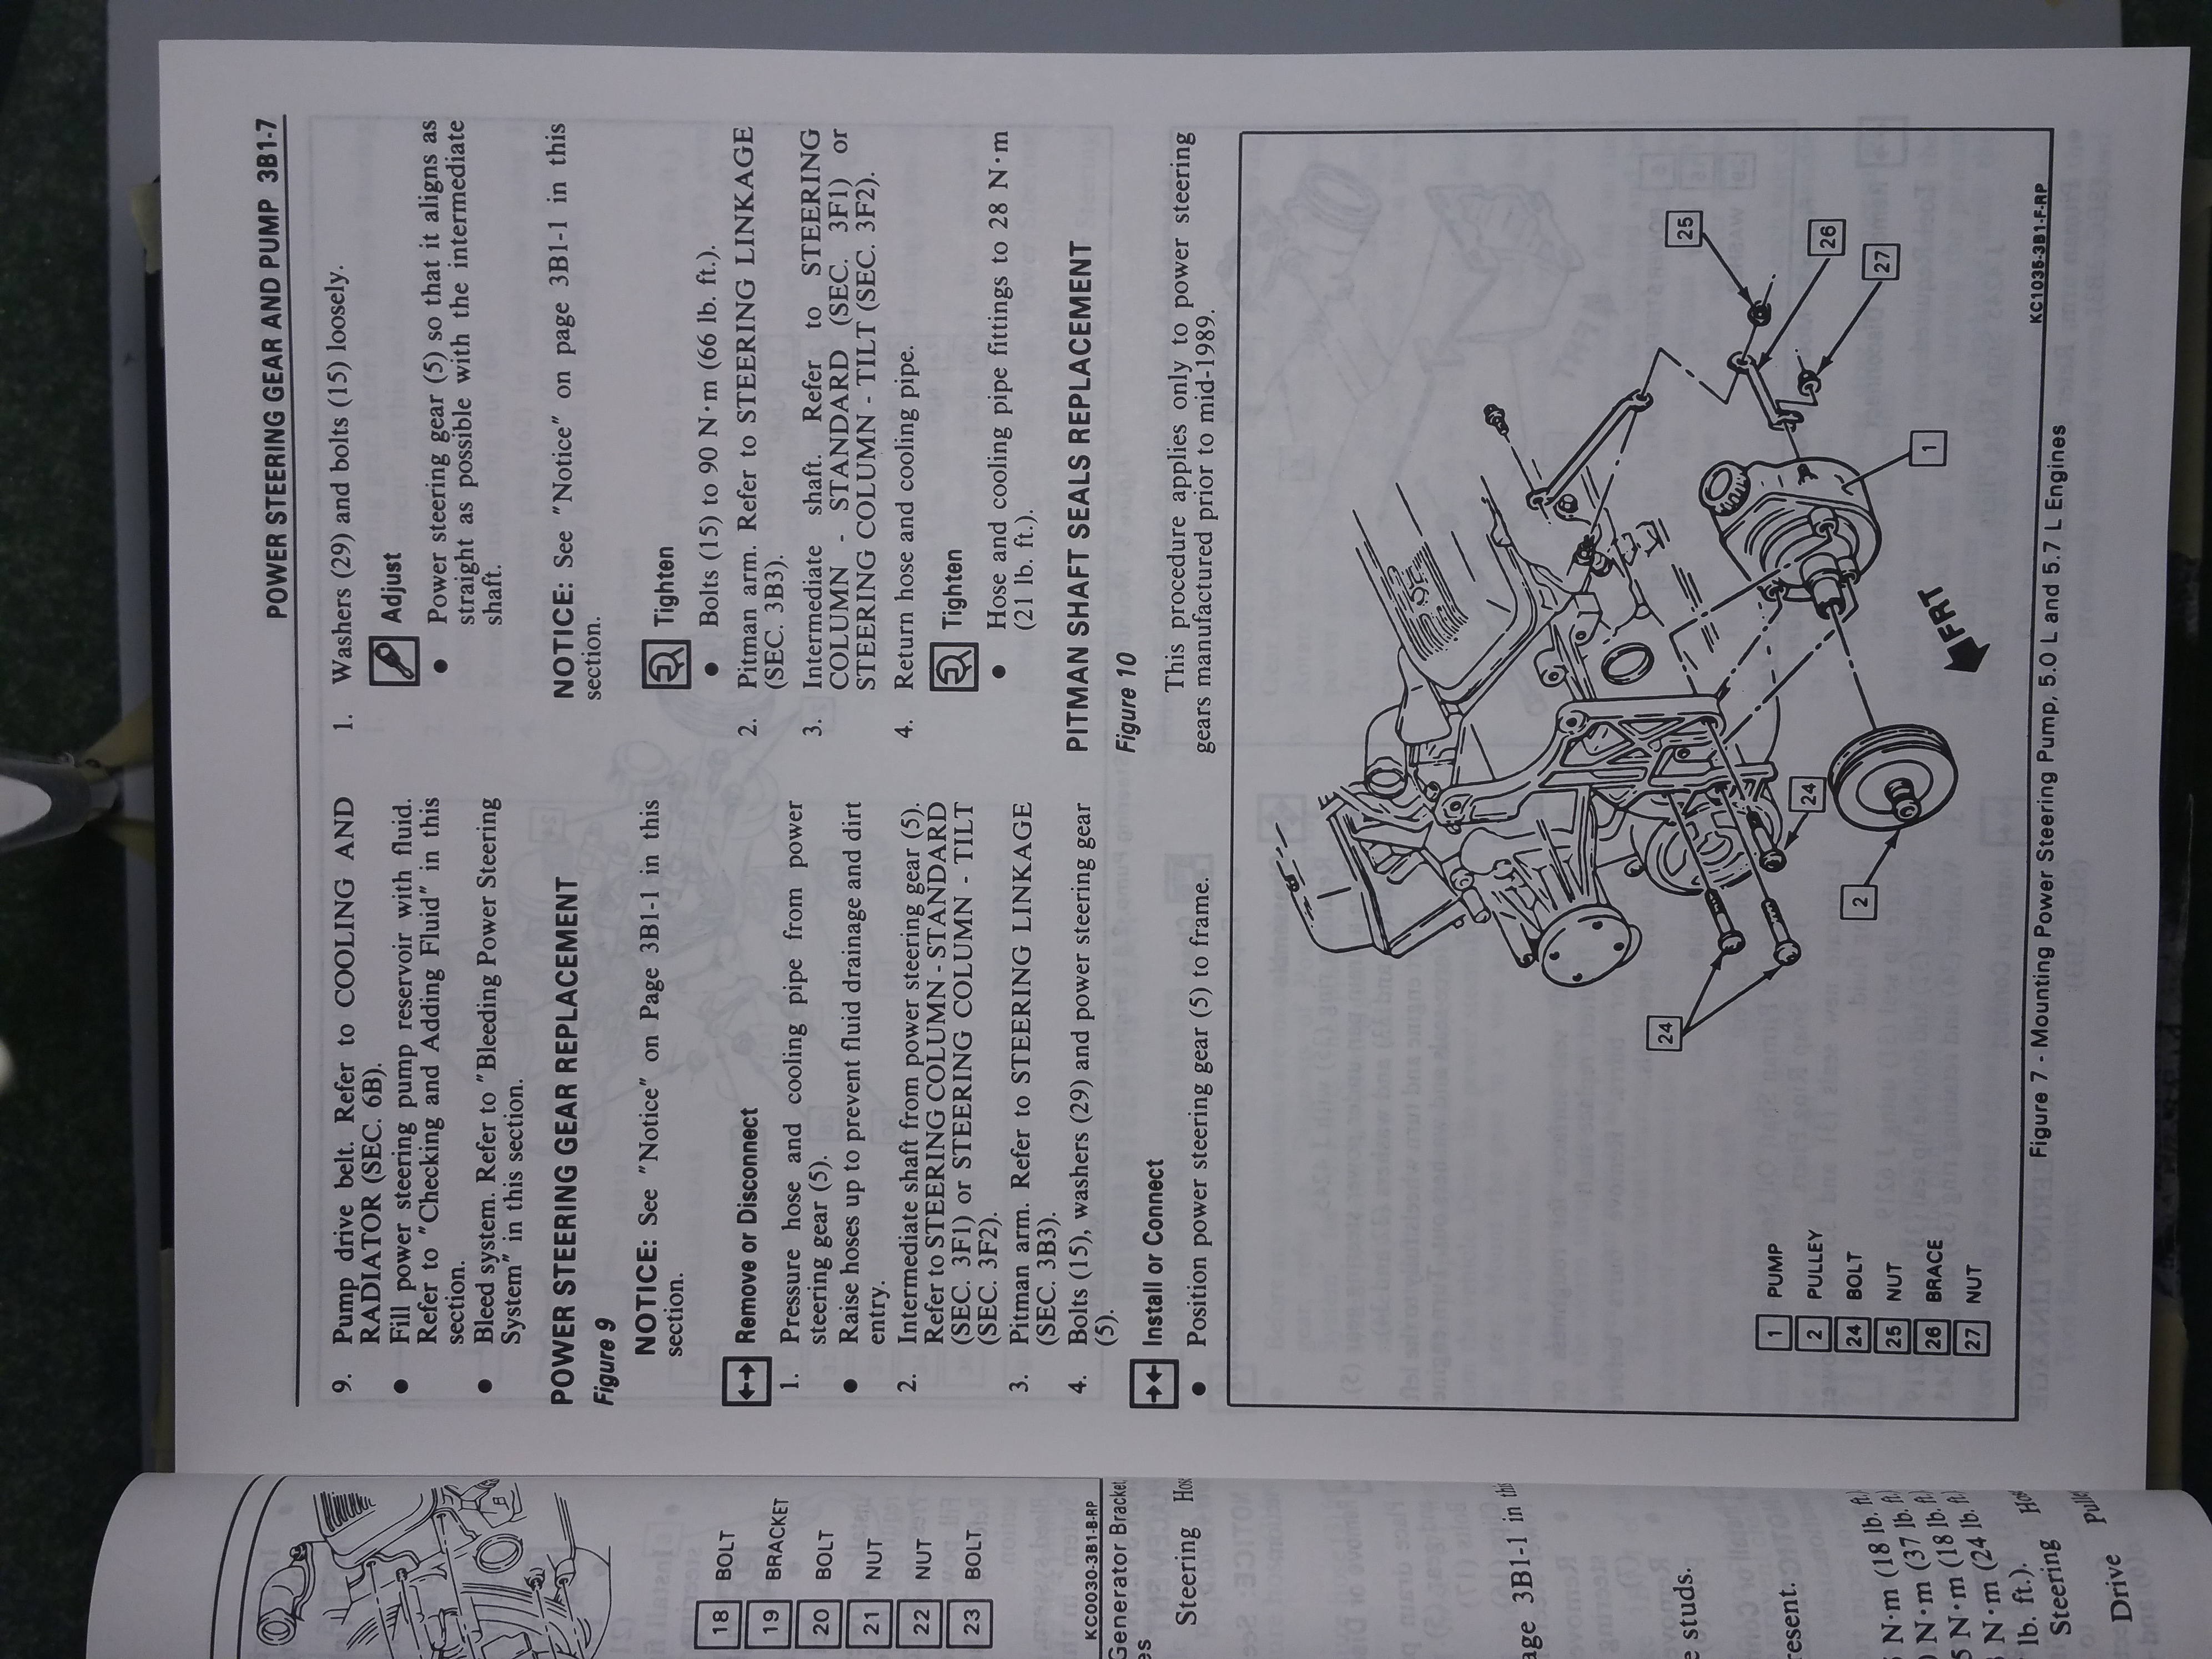 POWER STEERING GEAR AND PUMP 3B1-7
9. Pump drive belt. Refer to COOLING AND
RADIATOR (SEC. 6B).
● Fill power steering pump reservoir with fluid.
Refer to "Checking and Adding Fluid" in this
section.
● Bleed system. Refer to "Bleeding Power Steering
System" in this section.
POWER STEERING GEAR REPLACEMENT
Figure 9
NOTICE: See "Notice" on Page 3B1-1 in this
section.
Remove or Disconnect
1. Pressure hose and cooling pipe from power
steering gear (5).
● Raise hoses up to prevent fluid drainage and dirt
entry.
2. Intermediate shaft from power steering gear (5).
Refer to STEERING COLUMN - STANDARD
(SEC. 3F1) or STEERING COLUMN - TILT
(SEC. 3F2).
3. Pitman arm. Refer to STEERING LINKAGE
(SEC. 3B3).
4. Bolts (15), washers (29) and power steering gear
(5).
Install or Connect
● Position power steering gear (5) to frame.
1. Washers (29) and bolts (15) loosely.
Adjust
● Power steering gear (5) so that it aligns as
straight as possible with the intermediate
shaft.
NOTICE: See "Notice" on page 3B1-1 in this
section.
Tighten
● Bolts (15) to 90 N·m (66 lb. ft.).
2. Pitman arm. Refer to STEERING LINKAGE
(SEC. 3B3).
3. Intermediate shaft. Refer to STEERING
COLUMN - STANDARD (SEC. 3F1) or
STEERING COLUMN - TILT (SEC. 3F2).
4. Return hose and cooling pipe.
Tighten
● Hose and cooling pipe fittings to 28 N·m
(21 lb. ft.).
PITMAN SHAFT SEALS REPLACEMENT
Figure 10
This procedure applies only to power steering
gears manufactured prior to mid-1989.
25
26
27
1
FRT
24
2
24
1 PUMP
2 PULLEY
24 BOLT
25 NUT
26 BRACE
27 NUT
KC1035-3B1-F-RP
Figure 7 - Mounting Power Steering Pump, 5.0 L and 5.7 L Engines
18 BOLT
19 BRACKET
20 BOLT
21 NUT
22 NUT
23 BOLT
KC0030-3B1-B-RP
Generator Bracket
es
Steering
age 3B1-1 in
e studs.
resent.
N·m (18 lb. ft.
N·m (37 lb. ft.
N·m (18 lb. ft.
N·m (24 lb. ft.
lb. ft.).
Steering
Drive